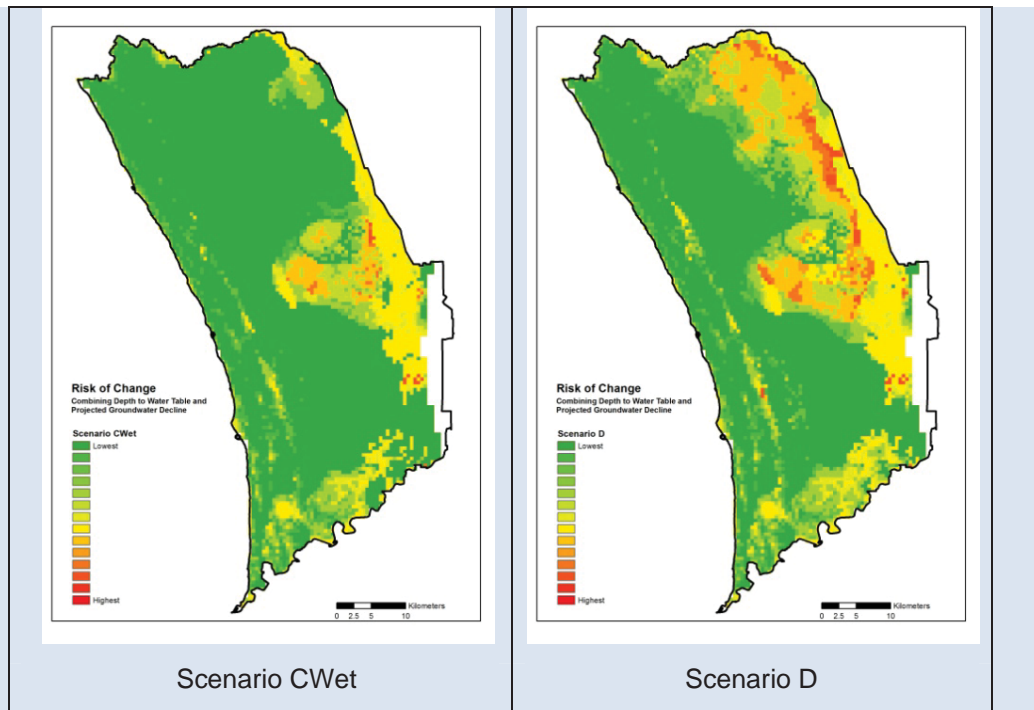 Risk of Change
Combining Depth to Water Table and
Projected Groundwater Decline
Scenario CWet
Lowest
Highest
Kilometers
0 2.5 5 10
Risk of Change
Combining Depth to Water Table and
Projected Groundwater Decline
Scenario D
Lowest
Highest
Kilometers
0 2.5 5 10
Scenario CWet
Scenario D